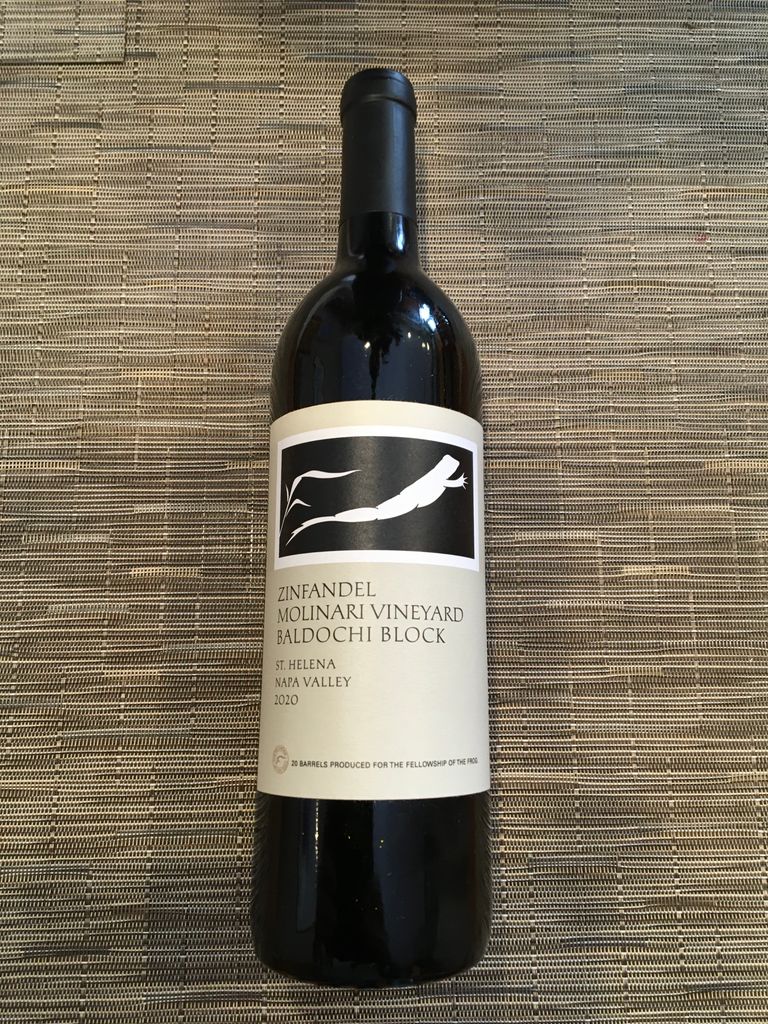 ZINFANDEL
MOLINARI VINEYARD
BALDOCHI BLOCK
ST. HELENA
NAPA VALLEY
2020
20 BARRELS PRODUCED FOR THE FELLOWSHIP OF THE FROG